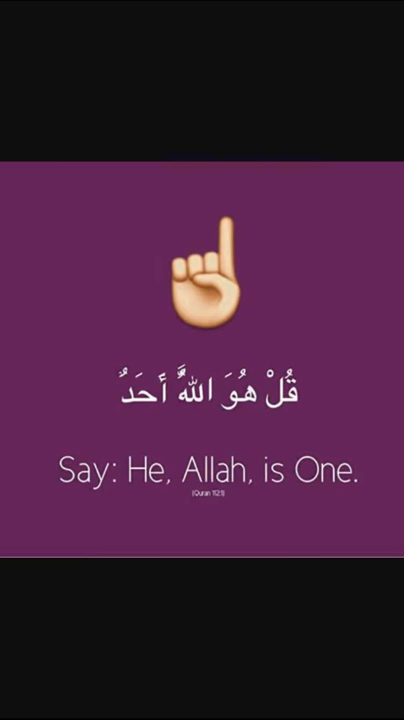 قُلْ هُوَ اللَّهُ أَحَدٌ
Say: He, Allah, is One.
(Quran 112:1)